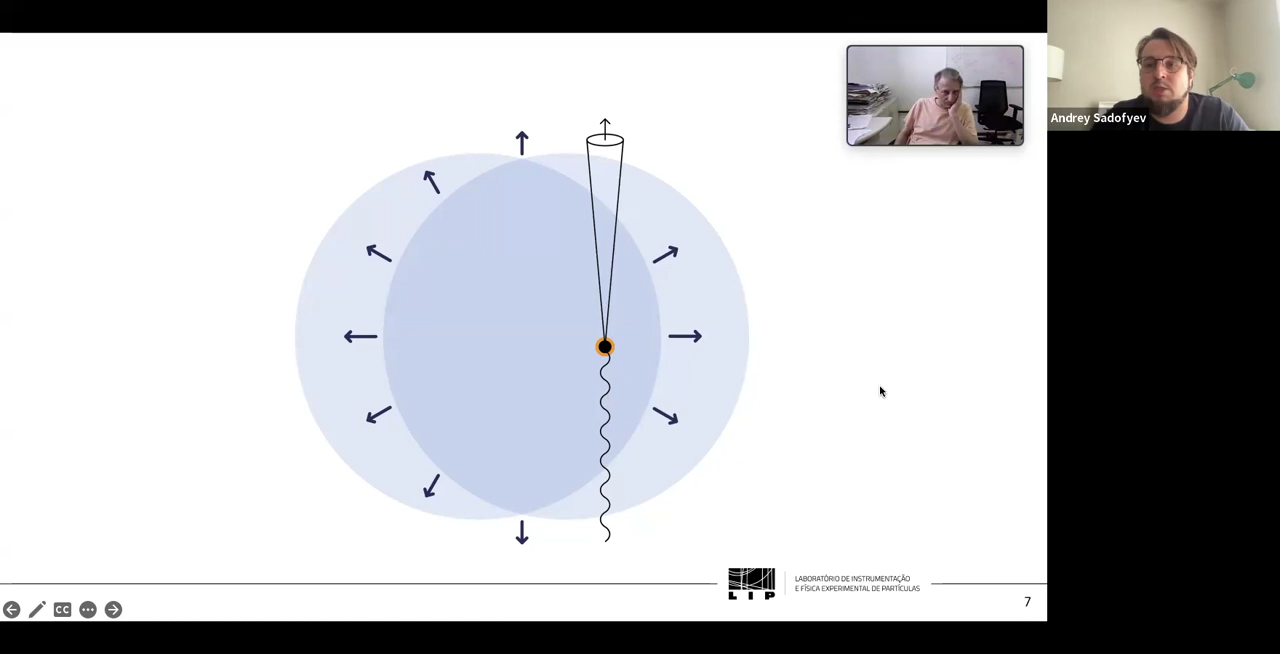 Andrey Sadofyev
LIP
LABORATÓRIO DE INSTRUMENTAÇÃO
E FÍSICA EXPERIMENTAL DE PARTÍCULAS
7
CC